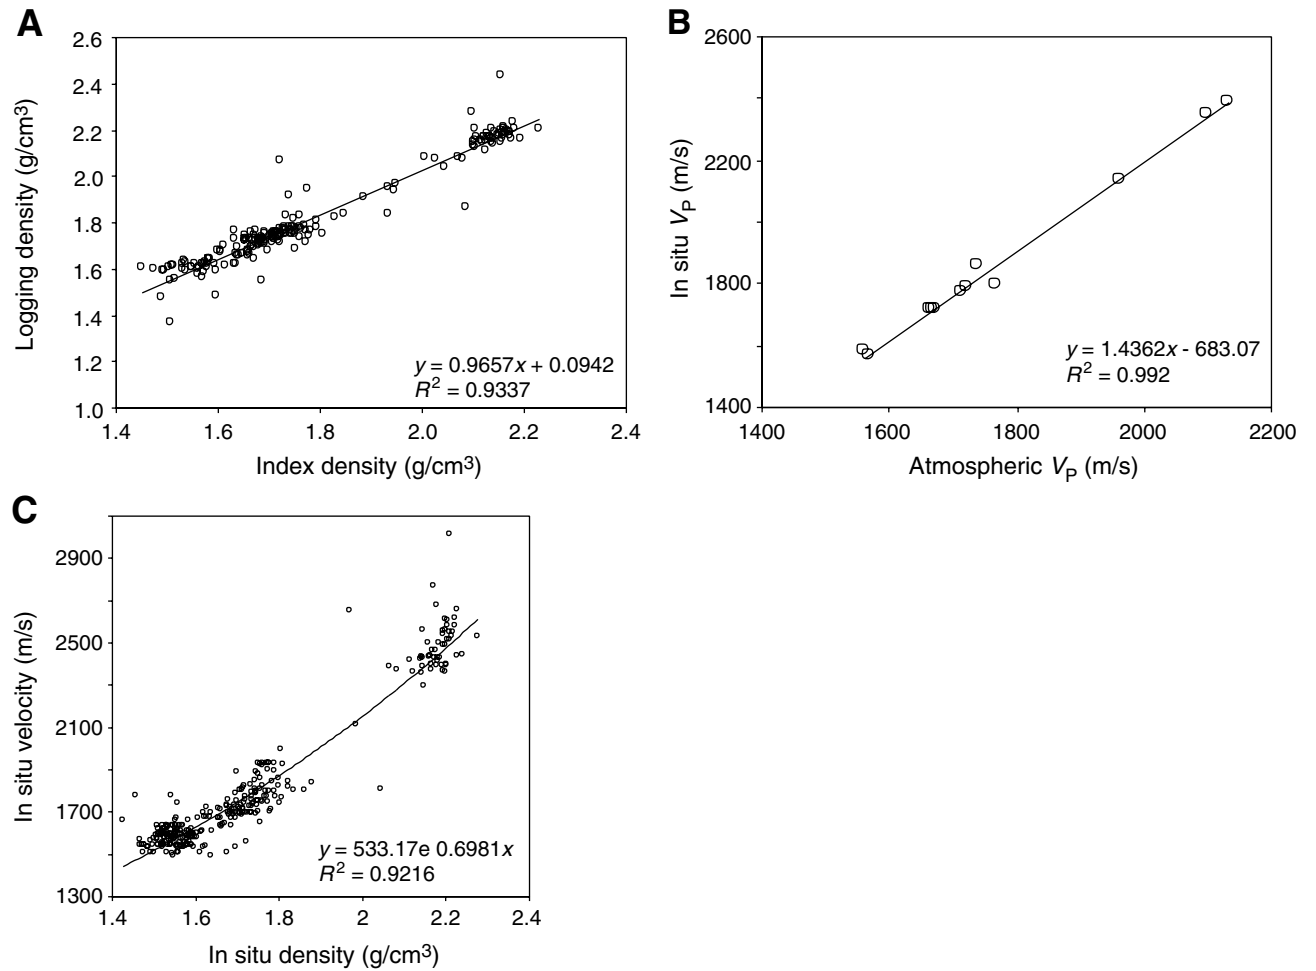 A
2.6
2.4
2.2
2.0
1.8
1.6
1.4
1.2
1.0
Logging density (g/cm³)
y = 0.9657x + 0.0942
R² = 0.9337
1.4 1.6 1.8 2.0 2.2 2.4
Index density (g/cm³)
B
2600
2200
1800
1400
In situ VP (m/s)
y = 1.4362x - 683.07
R² = 0.992
1400 1600 1800 2000 2200
Atmospheric VP (m/s)
C
2900
2500
2100
1700
1300
In situ velocity (m/s)
y = 533.17e 0.6981x
R² = 0.9216
1.4 1.6 1.8 2 2.2 2.4
In situ density (g/cm³)